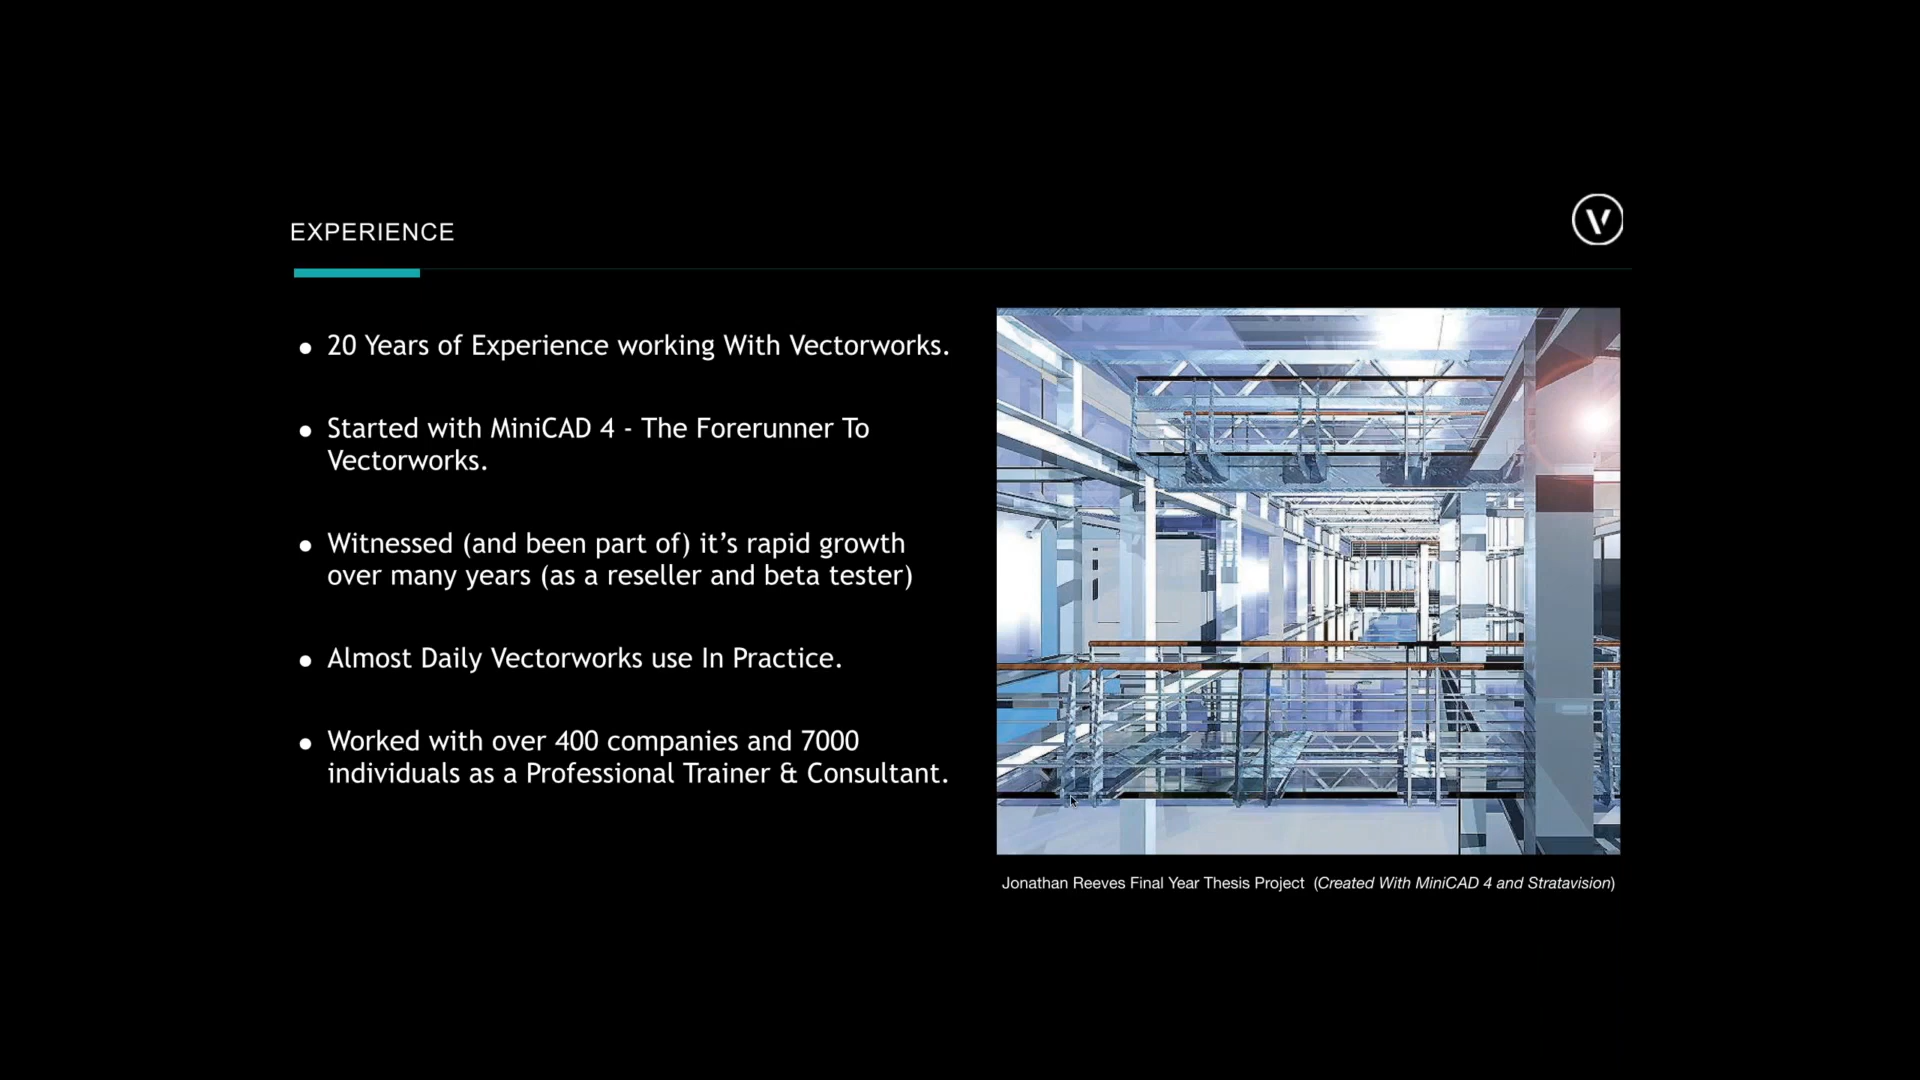 EXPERIENCE
• 20 Years of Experience working With Vectorworks.
• Started with MiniCAD 4 - The Forerunner To
Vectorworks.
• Witnessed (and been part of) it’s rapid growth
over many years (as a reseller and beta tester)
• Almost Daily Vectorworks use In Practice.
• Worked with over 400 companies and 7000
individuals as a Professional Trainer & Consultant.
Jonathan Reeves Final Year Thesis Project (Created With MiniCAD 4 and Stratavision)